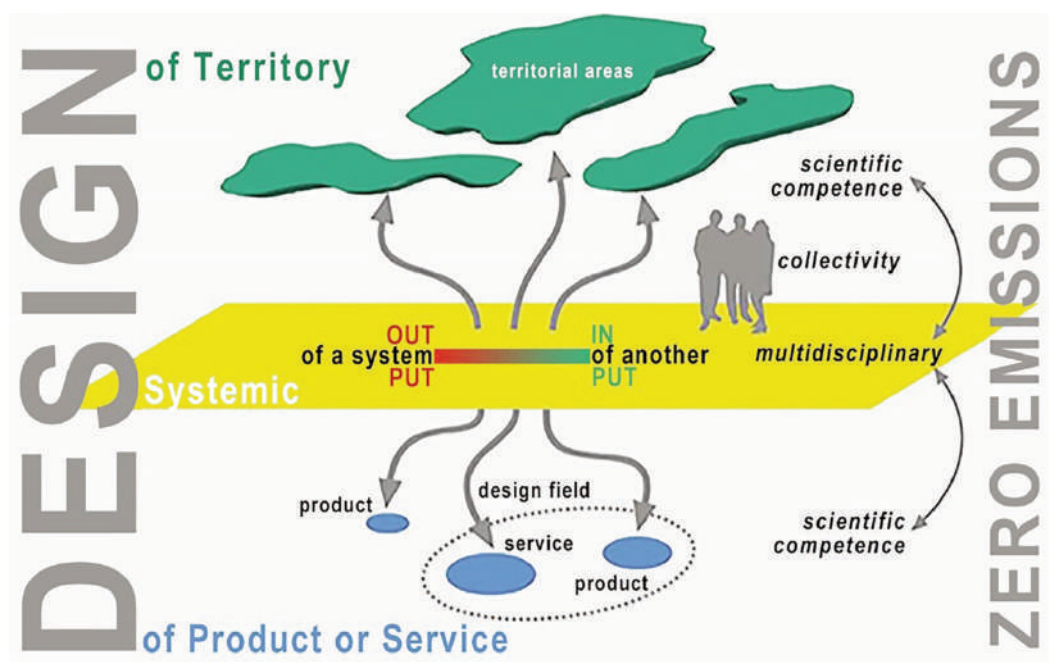 DESIGN
of Territory
territorial areas
scientific
competence
collectivity
OUT
IN
of a system
of another
multidisciplinary
PUT
PUT
Systemic
product
design field
service
product
scientific
competence
of Product or Service
ZERO EMISSIONS